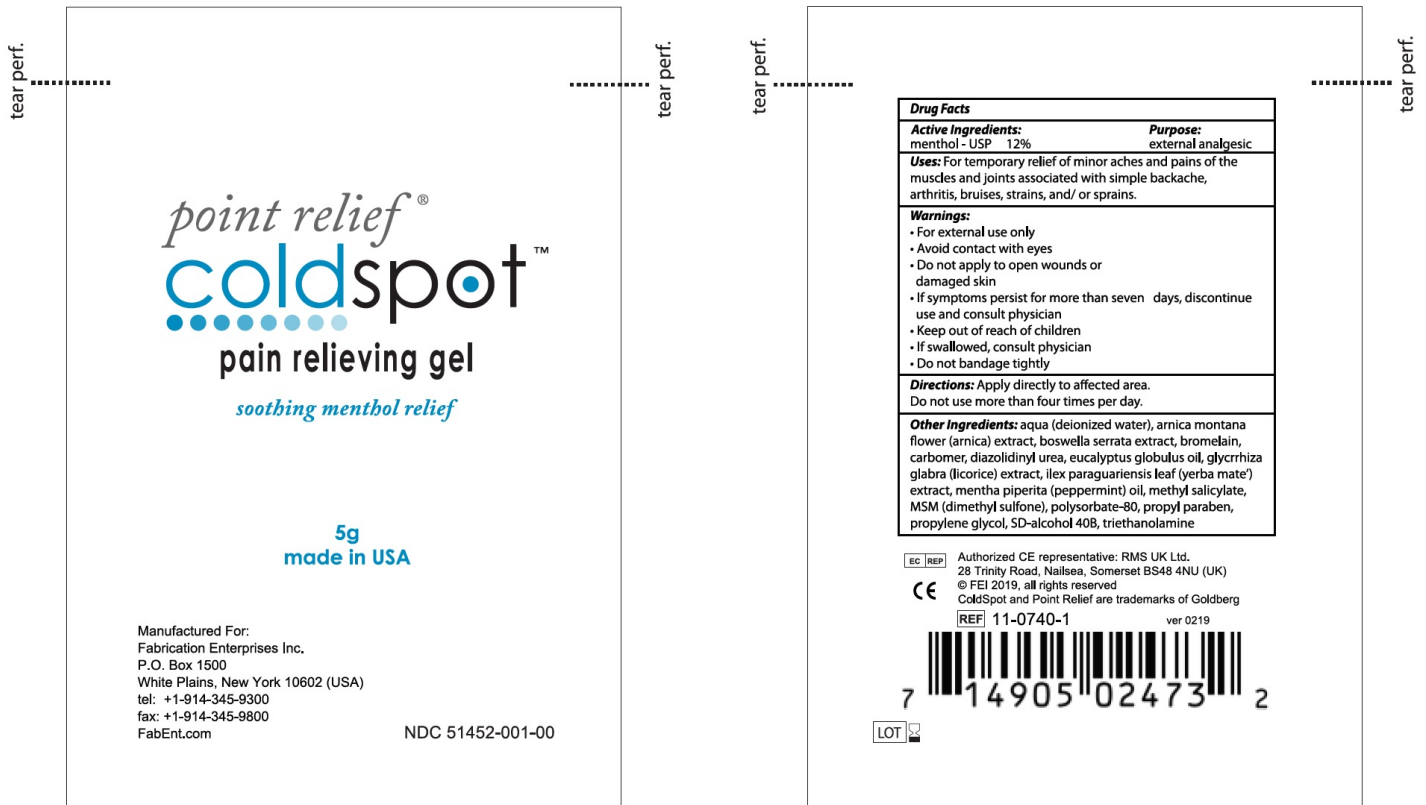 tear perf.
tear perf.
point relief ®
coldspot ™
pain relieving gel
soothing menthol relief
5g
made in USA
Manufactured For:
Fabrication Enterprises Inc.
P.O. Box 1500
White Plains, New York 10602 (USA)
tel: +1-914-345-9300
fax: +1-914-345-9800
FabEnt.com
NDC 51452-001-00
tear perf.
tear perf.
Drug Facts
Active Ingredients: Purpose:
menthol - USP 12% external analgesic
Uses: For temporary relief of minor aches and pains of the
muscles and joints associated with simple backache,
arthritis, bruises, strains, and/ or sprains.
Warnings:
• For external use only
• Avoid contact with eyes
• Do not apply to open wounds or
damaged skin
• If symptoms persist for more than seven days, discontinue
use and consult physician
• Keep out of reach of children
• If swallowed, consult physician
• Do not bandage tightly
Directions: Apply directly to affected area.
Do not use more than four times per day.
Other Ingredients: aqua (deionized water), arnica montana
flower (arnica) extract, boswella serrata extract, bromelain,
carbomer, diazolidinyl urea, eucalyptus globulus oil, glycrrhiza
glabra (licorice) extract, ilex paraguariensis leaf (yerba mate')
extract, mentha piperita (peppermint) oil, methyl salicylate,
MSM (dimethyl sulfone), polysorbate-80, propyl paraben,
propylene glycol, SD-alcohol 40B, triethanolamine
EC REP
Authorized CE representative: RMS UK Ltd.
28 Trinity Road, Nailsea, Somerset BS48 4NU (UK)
CE
© FEI 2019, all rights reserved
ColdSpot and Point Relief are trademarks of Goldberg
REF 11-0740-1 ver 0219
7 14905 02473 2
LOT